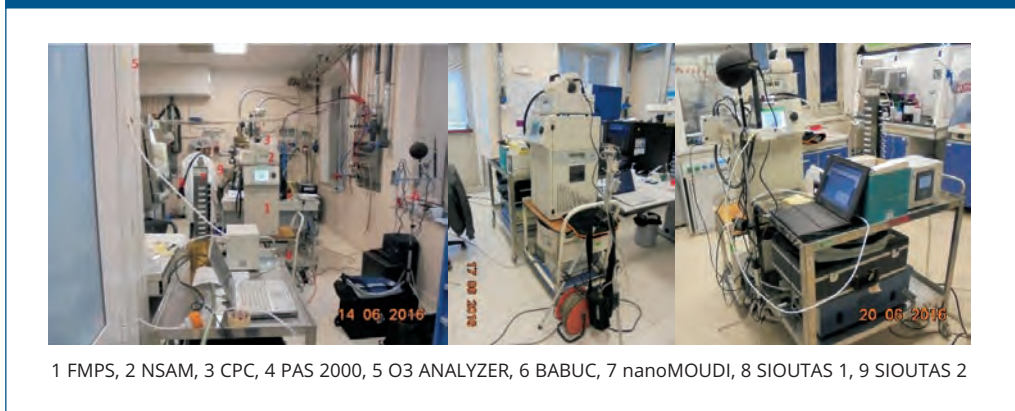 5
3
2
1
14 06 2016
17 06 2016
20 06 2016
1 FMPS, 2 NSAM, 3 CPC, 4 PAS 2000, 5 O3 ANALYZER, 6 BABUC, 7 nanoMOUDI, 8 SIOUTAS 1, 9 SIOUTAS 2